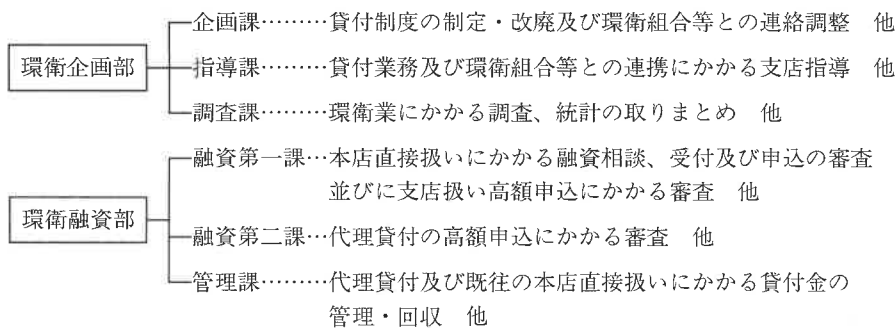 環衛企画部
企画課………貸付制度の制定・改廃及び環衛組合等との連絡調整　他
指導課………貸付業務及び環衛組合等との連携にかかる支店指導　他
調査課………環衛業にかかる調査、統計の取りまとめ　他
環衛融資部
融資第一課…本店直接扱いにかかる融資相談、受付及び申込の審査
並びに支店扱い高額申込にかかる審査　他
融資第二課…代理貸付の高額申込にかかる審査　他
管理課………代理貸付及び既往の本店直接扱いにかかる貸付金の
管理・回収　他